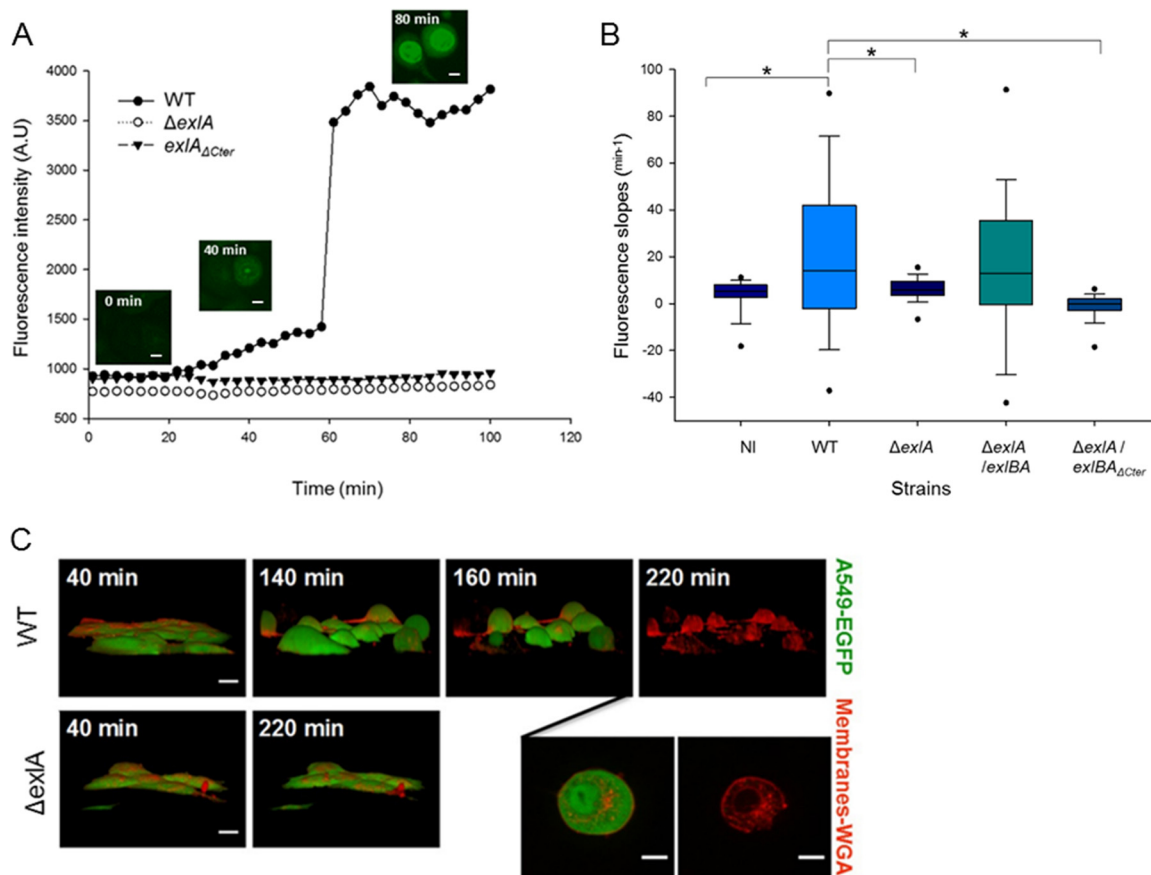 A
Fluorescence intensity (A.U)
4000
3500
3000
2500
2000
1500
1000
500
WT
ΔexlA
exlA ΔCter
0 min
40 min
80 min
0 20 40 60 80 100 120
Time (min)
B
Fluorescence slopes (min-1)
100
80
60
40
20
0
-20
-40
*
*
*
NI
WT
ΔexlA
ΔexlA
/exlBA
ΔexlA /
exlBAΔCter
Strains
C
WT
40 min
140 min
160 min
220 min
A549-EGFP
ΔexlA
40 min
220 min
Membranes-WGA